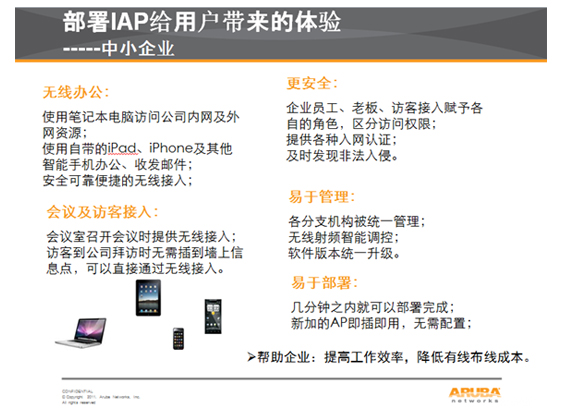 部署IAP给用户带来的体验
-----中小企业
无线办公：
使用笔记本电脑访问公司内网及外
网资源；
使用自带的iPad、iPhone及其他
智能手机办公、收发邮件；
安全可靠便捷的无线接入；
会议及访客接入：
会议室召开会议时提供无线接入；
访客到公司拜访时无需插到墙上信
息点，可以直接通过无线接入。
更安全：
企业员工、老板、访客接入赋予各
自的角色，区分访问权限；
提供各种入网认证；
及时发现非法入侵。
易于管理：
各分支机构被统一管理；
无线射频智能调控；
软件版本统一升级。
易于部署：
几分钟之内就可以部署完成；
新加的AP即插即用，无需配置；
➢帮助企业：提高工作效率，降低有线布线成本。
CONFIDENTIAL
© Copyright 2011. Aruba Networks, Inc.
All rights reserved
ARUBA
networks